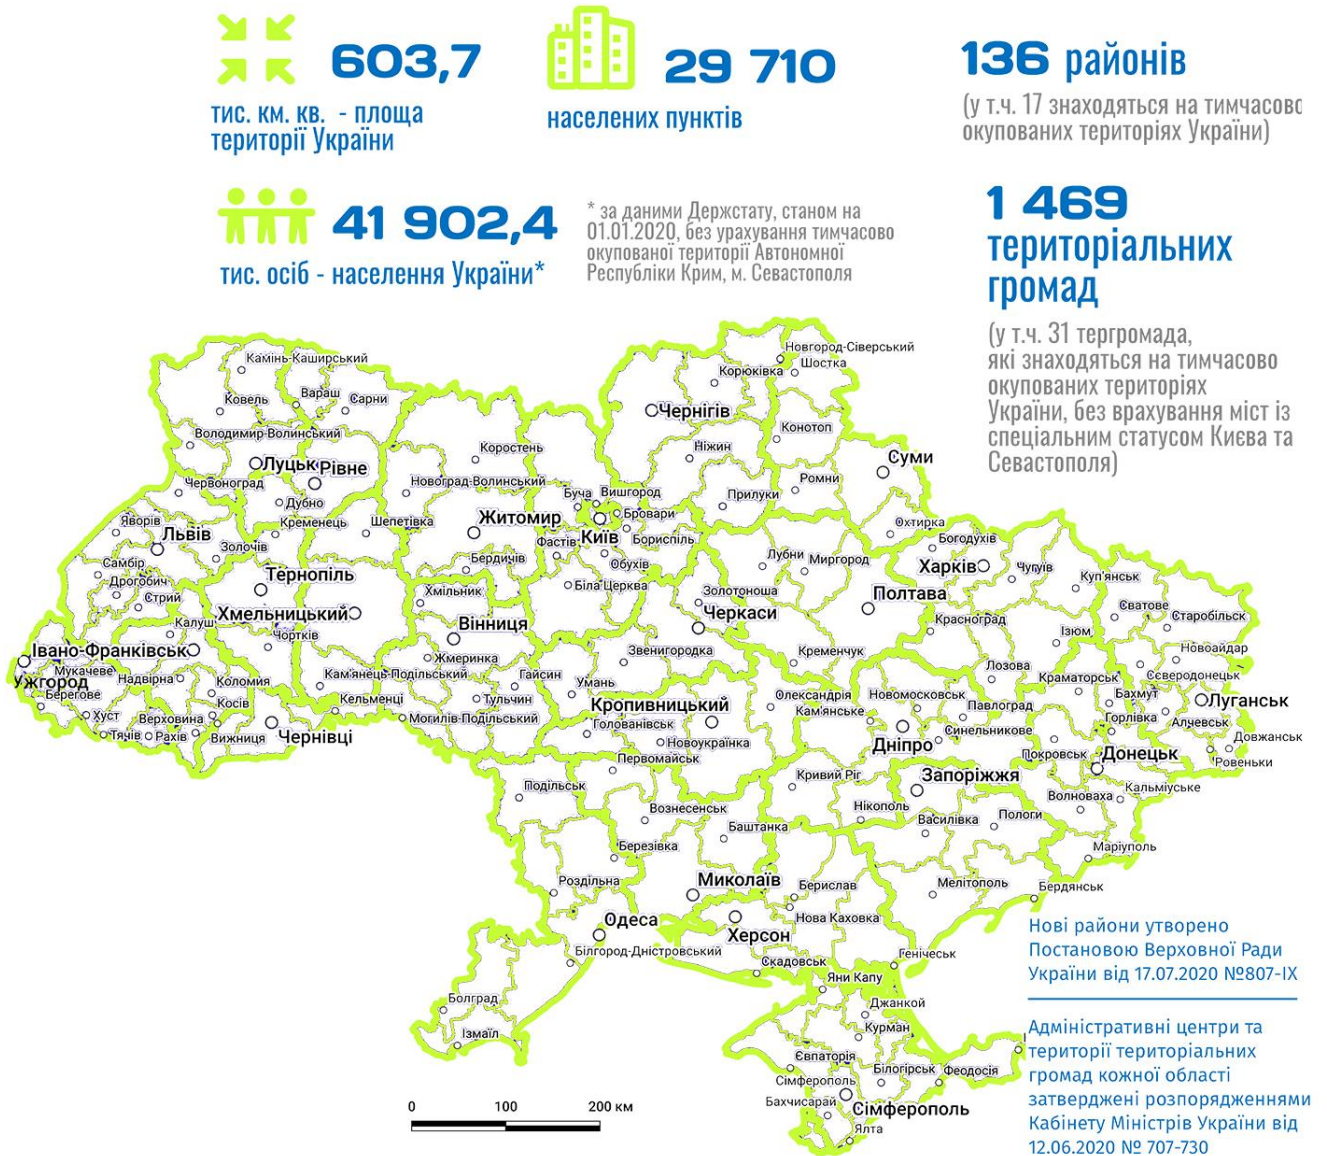 603,7
тис. км. кв. - площа
території України
29 710
населених пунктів
136 районів
(у т.ч. 17 знаходяться на тимчасово
окупованих територіях України)
41 902,4
тис. осіб - населення України*
* за даними Держстату, станом на
01.01.2020, без урахування тимчасово
окупованої території Автономної
Республіки Крим, м. Севастополя
1 469
територіальних
громад
(у т.ч. 31 тергромада,
які знаходяться на тимчасово
окупованих територіях
України, без врахування міст із
спеціальним статусом Києва та
Севастополя)
Новгород-Сіверський
Камінь-Каширський
Шостка
Корюківка
Вараш
Сарни
Ковель
Чернігів
Конотоп
Володимир-Волинський
Коростень
Ніжин
Суми
Луцьк
Рівне
Ромни
Червоноград
Новоград-Волинський
Буча
Вишгород
Прилуки
Дубно
Бровари
Яворів
Кременець
Шепетівка
Житомир
Охтирка
Львів
Київ
Бориспіль
Богодухів
Золочів
Фастів
Самбір
Бердичів
Обухів
Лубни
Миргород
Харків
Чугуїв
Куп'янськ
Дрогобич
Тернопіль
Біла Церква
Стрий
Хмільник
Золотоноша
Полтава
Сватове
Старобільск
Хмельницький
Черкаси
Красноград
Калуш
Вінниця
Чортків
Ізюм
Івано-Франківськ
Звенигородка
Кременчук
Новоайдар
Мукачеве
Жмеринка
Лозова
Ужгород
Надвірна
Коломия
Кам'янець-Подільський
Гайсин
Умань
Краматорськ
Сєверодонецьк
Берегове
Косів
Кельменці
Тульчин
Кропивницький
Олександрія
Новомосковськ
Павлоград
Бахмут
Луганськ
Хуст
Верховина
Могилів-Подільський
Голованівськ
Кам'янське
Горлівка
Алчевськ
Тячів
Рахів
Вижниця
Чернівці
Новоукраїнка
Дніпро
Синельникове
Довжанськ
Первомайськ
Покровськ
Донецьк
Ровеньки
Подільськ
Кривий Ріг
Запоріжжя
Кальміуське
Вознесенськ
Нікополь
Василівка
Пологи
Волноваха
Баштанка
Березівка
Маріуполь
Роздільна
Миколаїв
Берислав
Мелітополь
Бердянськ
Одеса
Херсон
Нова Каховка
Білгород-Дністровський
Скадовськ
Генічеськ
Яни Капу
Болград
Джанкой
Ізмаїл
Курман
Євпаторія
Білогірськ
Феодосія
Сімферополь
Бахчисарай
Сімферополь
Ялта
Нові райони утворено
Постановою Верховної Ради
України від 17.07.2020 №807-IX
Адміністративні центри та
території територіальних
громад кожної області
затверджені розпорядженнями
Кабінету Міністрів України від
12.06.2020 № 707-730
0 100 200 км